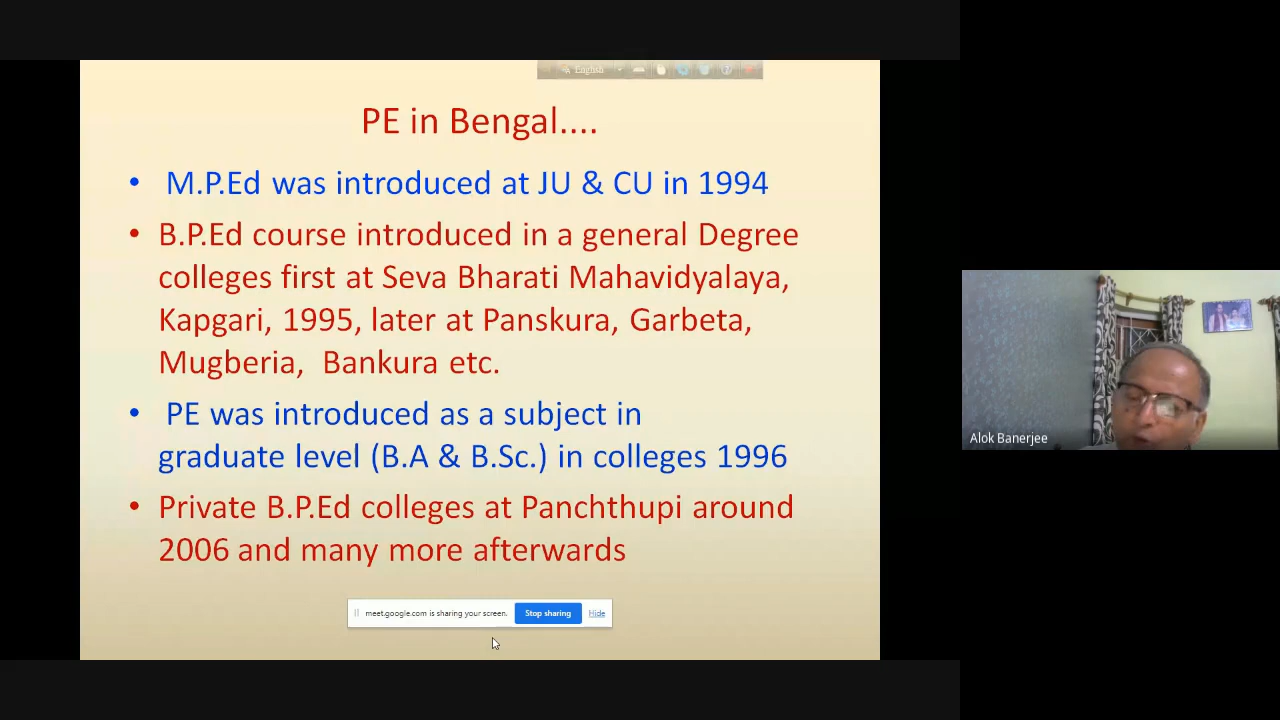 English
PE in Bengal....
• M.P.Ed was introduced at JU & CU in 1994
• B.P.Ed course introduced in a general Degree
colleges first at Seva Bharati Mahavidyalaya,
Kapgari, 1995, later at Panskura, Garbeta,
Mugberia, Bankura etc.
• PE was introduced as a subject in
graduate level (B.A & B.Sc.) in colleges 1996
• Private B.P.Ed colleges at Panchthupi around
2006 and many more afterwards
meet.google.com is sharing your screen. Stop sharing Hide
Alok Banerjee